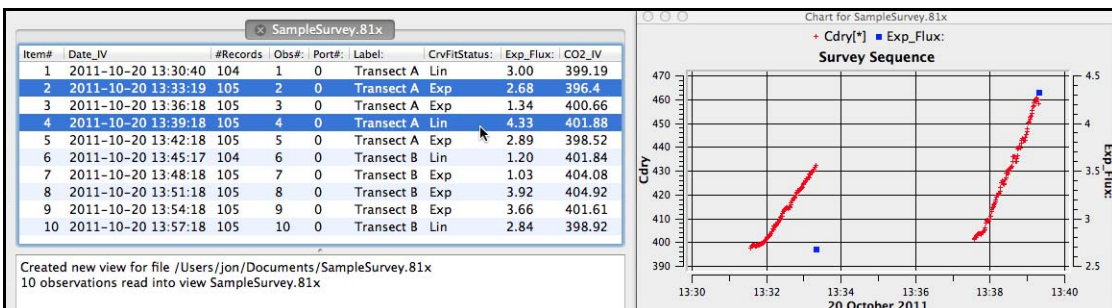 SampleSurvey.81x
Item# Date_IV #Records Obs#: Port#: Label: CrvFitStatus: Exp_Flux: CO2_IV
1 2011-10-20 13:30:40 104 1 0 Transect A Lin 3.00 399.19
2 2011-10-20 13:33:19 105 2 0 Transect A Exp 2.68 396.4
3 2011-10-20 13:36:18 105 3 0 Transect A Exp 1.34 400.66
4 2011-10-20 13:39:18 105 4 0 Transect A Lin 4.33 401.88
5 2011-10-20 13:42:18 105 5 0 Transect A Exp 2.89 398.52
6 2011-10-20 13:45:17 104 6 0 Transect B Lin 1.20 401.84
7 2011-10-20 13:48:18 105 7 0 Transect B Exp 1.03 404.08
8 2011-10-20 13:51:18 105 8 0 Transect B Exp 3.92 404.92
9 2011-10-20 13:54:18 105 9 0 Transect B Exp 3.66 401.61
10 2011-10-20 13:57:18 105 10 0 Transect B Lin 2.84 398.92
Created new view for file /Users/jon/Documents/SampleSurvey.81x
10 observations read into view SampleSurvey.81x
Chart for SampleSurvey.81x
+ Cdry[*] ■ Exp_Flux:
Survey Sequence
470
460
450
440
430
420
410
400
390
Cdry
4.5
4
3.5
3
2.5
Exp_Flux:
13:30 13:32 13:34 13:36 13:38 13:40
20 October 2011